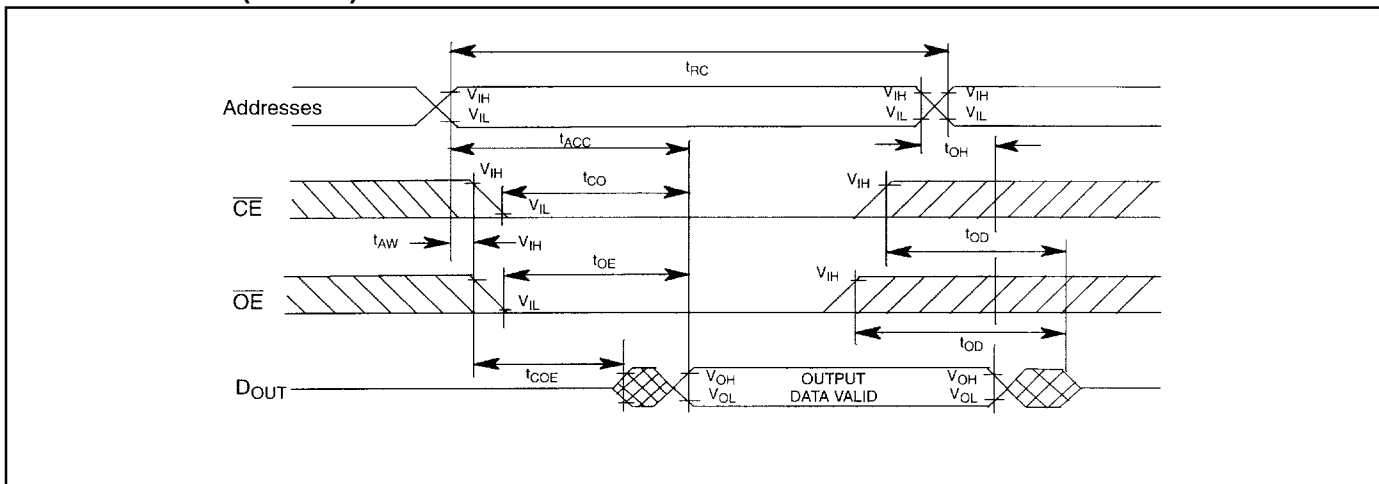 tRC
Addresses VIH VIH VIH
VIL VIL VIL
tACC tOH
CE VIH tCO VIH
VIL
tAW VIH tOD
OE tOE VIH
VIL
tOD
tCOE
DOUT VOH OUTPUT VOH
VOL DATA VALID VOL